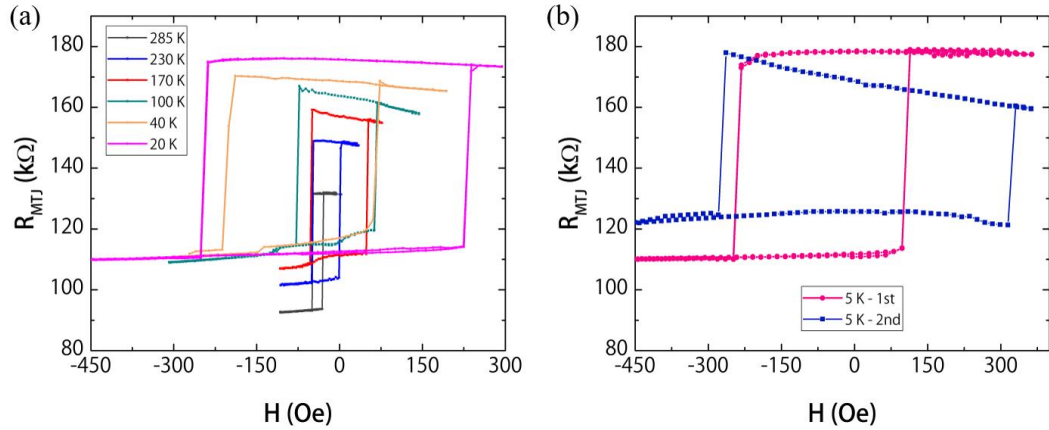 (a)
180
160
140
120
100
80
R_MTJ (kΩ)
285 K
230 K
170 K
100 K
40 K
20 K
-450
-300
-150
0
150
300
H (Oe)
(b)
180
160
140
120
100
80
R_MTJ (kΩ)
5 K - 1st
5 K - 2nd
-450
-300
-150
0
150
300
H (Oe)